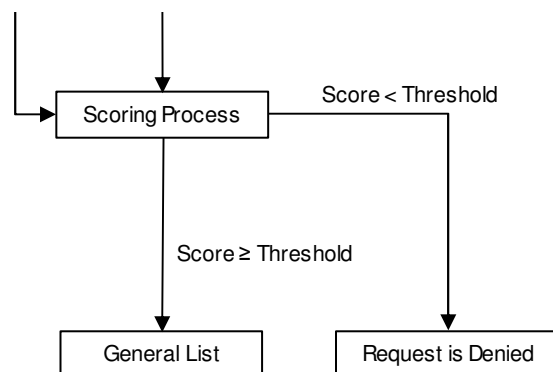 Score < Threshold
Scoring Process
Score ≥ Threshold
General List
Request is Denied